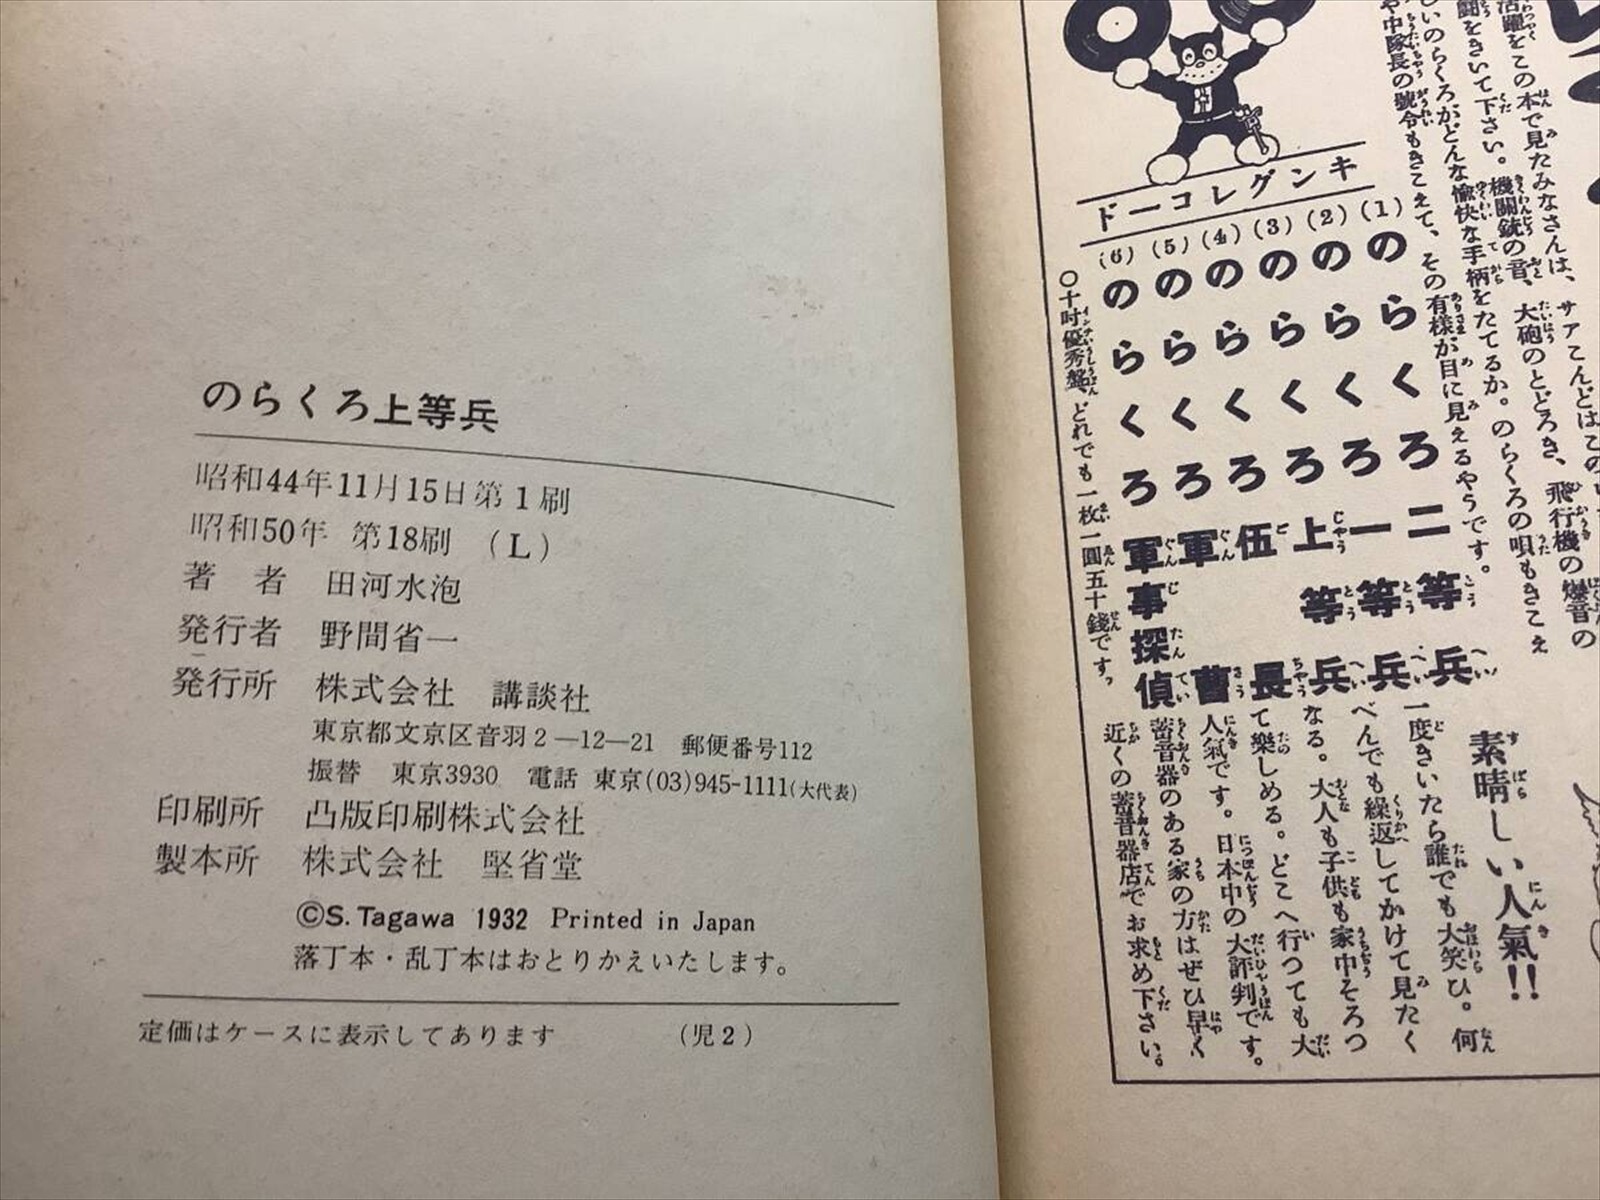 のらくろ上等兵
昭和44年11月15日第1刷
昭和50年 第18刷 （L）
著 者 田河水泡
発行者 野間省一
発行所 株式会社 講談社
東京都文京区音羽2―12―21 郵便番号112
振替 東京3930 電話 東京(03)945-1111(大代表)
印刷所 凸版印刷株式会社
製本所 株式会社 堅省堂
©S. Tagawa 1932 Printed in Japan
落丁本・乱丁本はおとりかえいたします。
定価はケースに表示してあります （児2）
活躍をこの本で見たみなさんは、サアこんどはこの
闘をきいて下さい。機關銃の音、大砲のとどろき、飛行機の爆音の
しいのらくろがどんな愉快な手柄をたてるか。のらくろの唄もきこえ
や中隊長の號令もきこえて、その有様が目に見えるやうです。
キングレコード
(1) のらくろ二等兵
(2) のらくろ一等兵
(3) のらくろ上等兵
(4) のらくろ伍長
(5) のらくろ軍曹
(6) のらくろ軍事探偵
○十吋優秀盤、どれでも一枚一圓五十錢です。
素晴しい人氣!!
一度きいたら誰でも大笑ひ。何
べんでも繰返してかけて見たく
なる。大人も子供も家中そろつ
て樂しめる。どこへ行つても大
人氣です。日本中の大評判です。
蓄音器のある家の方はぜひ早く
近くの蓄音器店でお求め下さい。